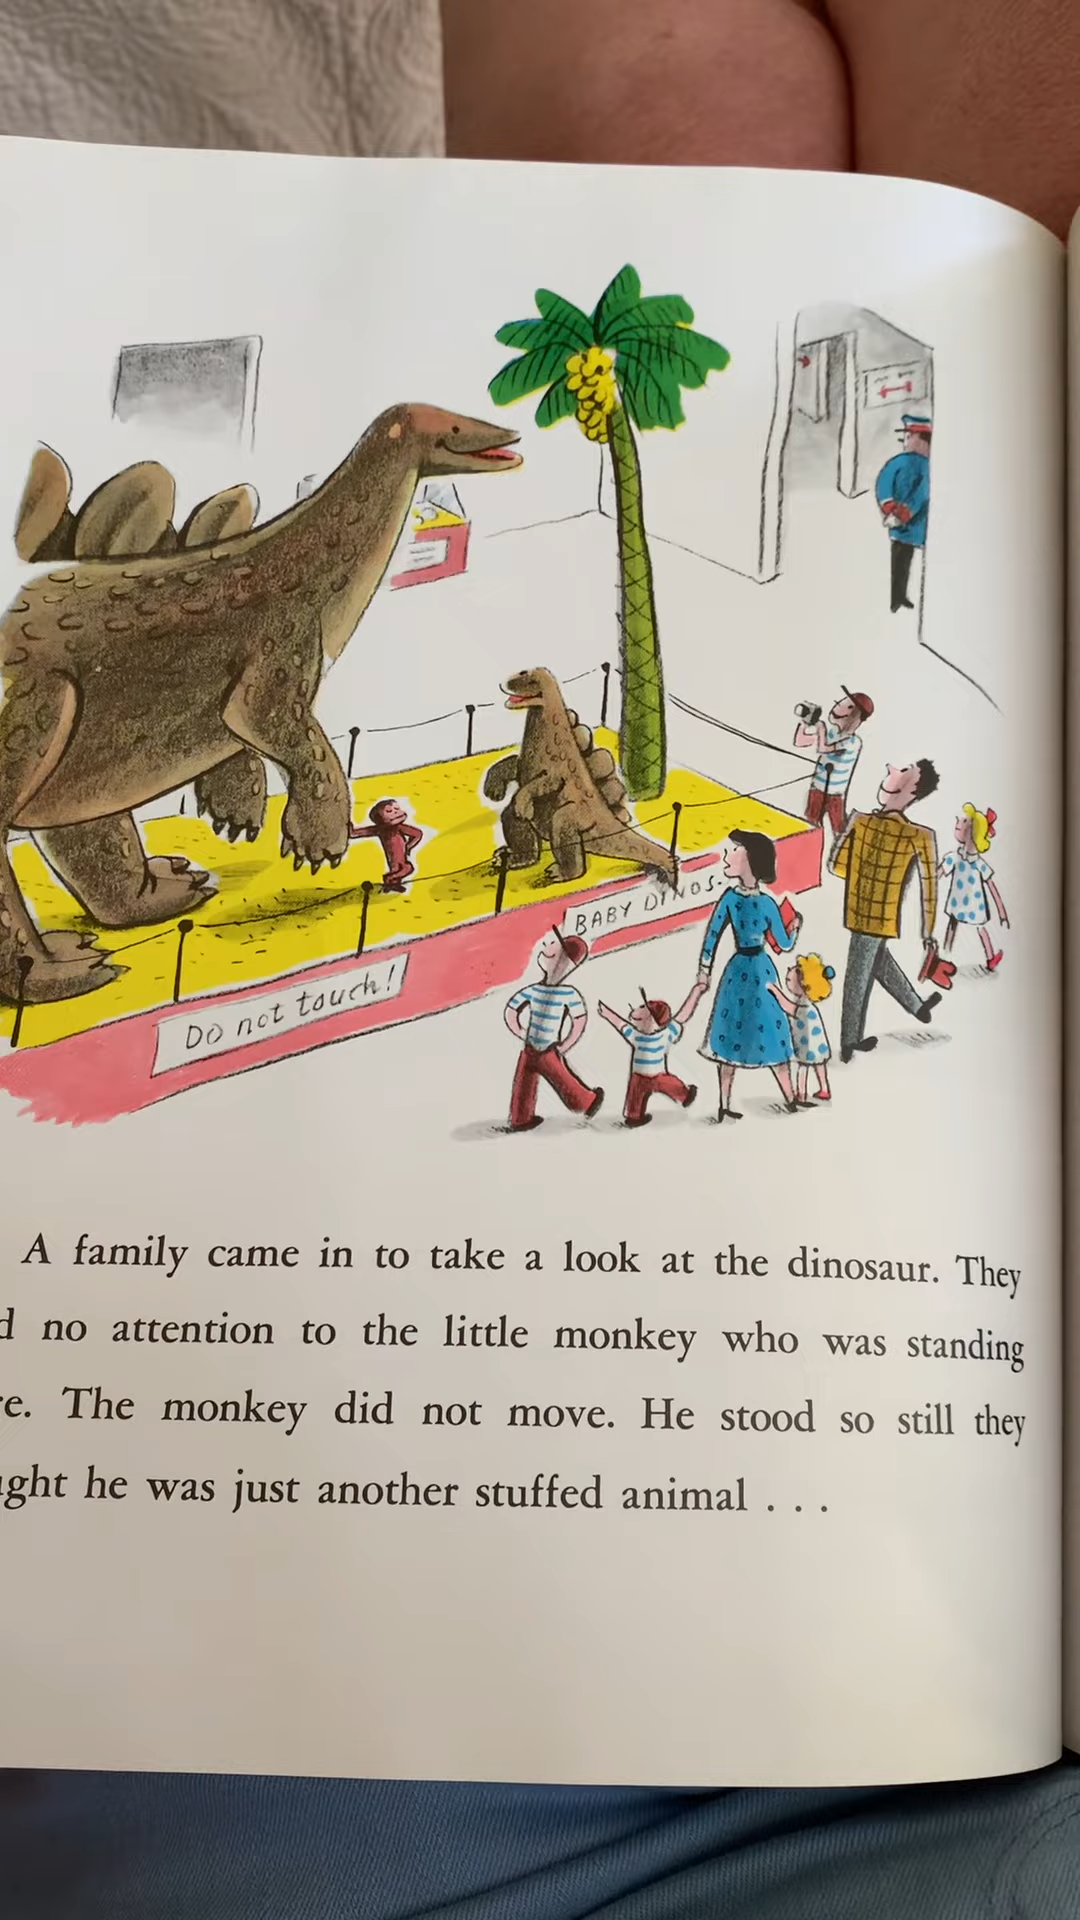 BABY DINOS.
Do not touch!
A family came in to take a look at the dinosaur. They
no attention to the little monkey who was standing
The monkey did not move. He stood so still they
he was just another stuffed animal . . .